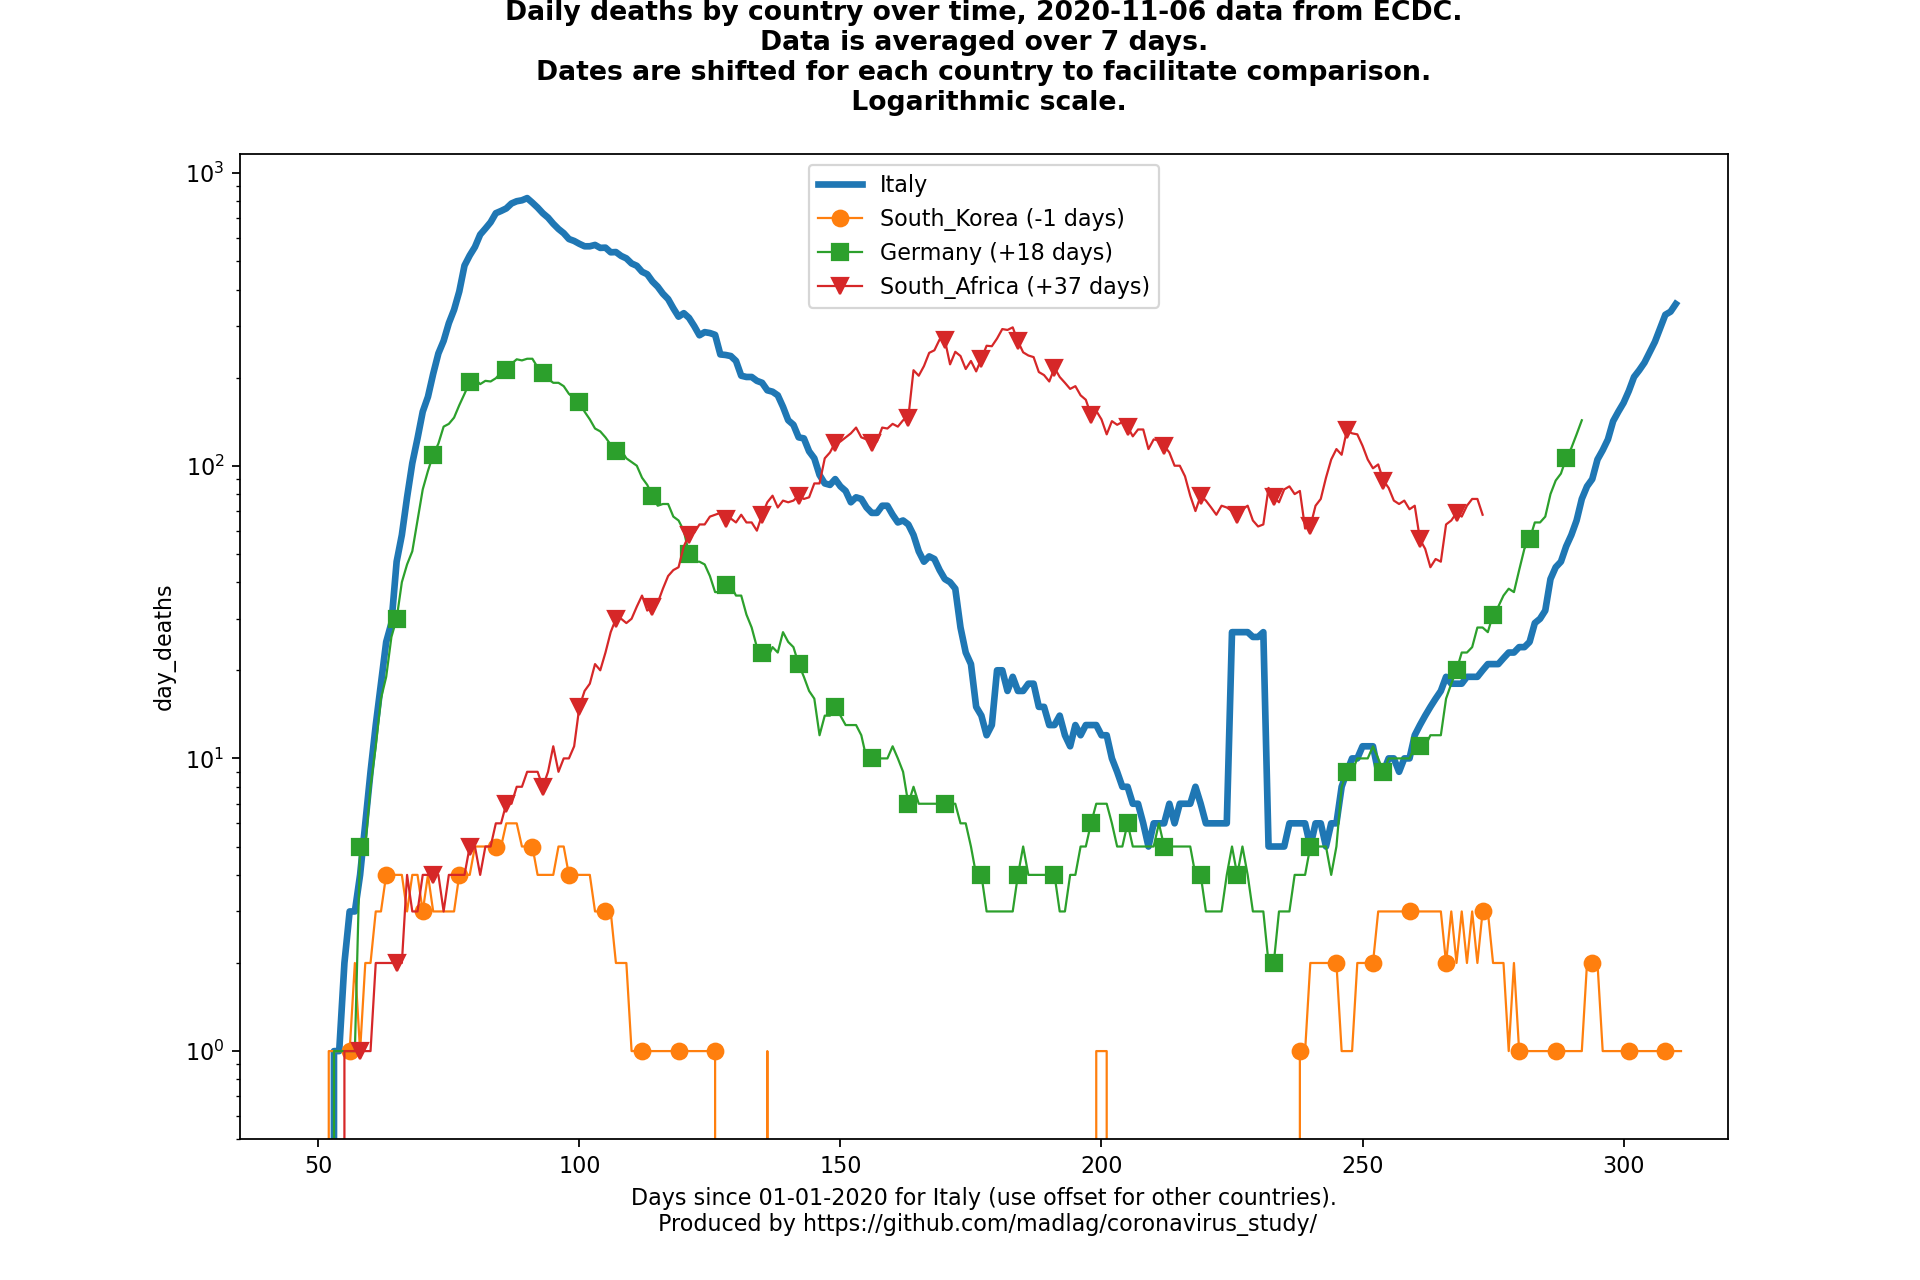 Daily deaths by country over time, 2020-11-06 data from ECDC.
Data is averaged over 7 days.
Dates are shifted for each country to facilitate comparison.
Logarithmic scale.
Italy
South_Korea (-1 days)
Germany (+18 days)
South_Africa (+37 days)
10³
10²
10¹
10⁰
day_deaths
50 100 150 200 250 300
Days since 01-01-2020 for Italy (use offset for other countries).
Produced by https://github.com/madlag/coronavirus_study/